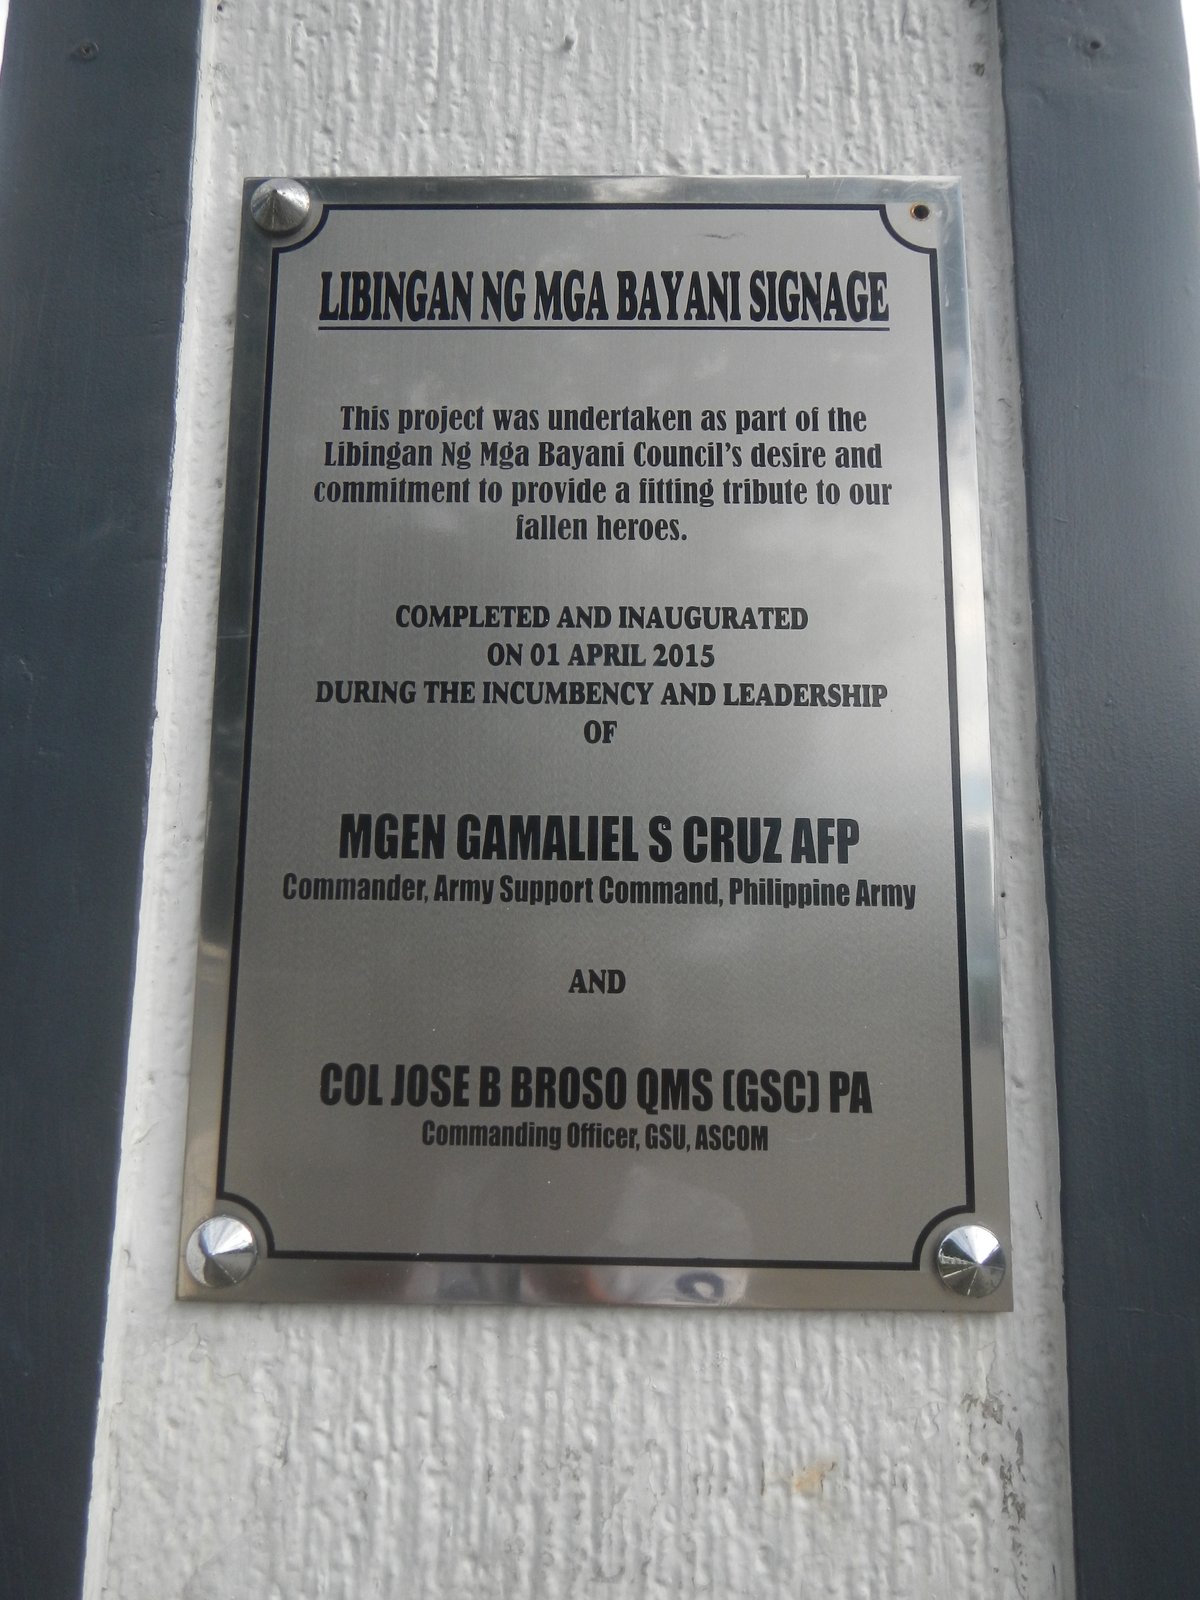 LIBINGAN NG MGA BAYANI SIGNAGE
This project was undertaken as part of the
Libingan Ng Mga Bayani Council's desire and
commitment to provide a fitting tribute to our
fallen heroes.
COMPLETED AND INAUGURATED
ON 01 APRIL 2015
DURING THE INCUMBENCY AND LEADERSHIP
OF
MGEN GAMALIEL S CRUZ AFP
Commander, Army Support Command, Philippine Army
AND
COL JOSE B BROSO QMS (GSC) PA
Commanding Officer, GSU, ASCOM